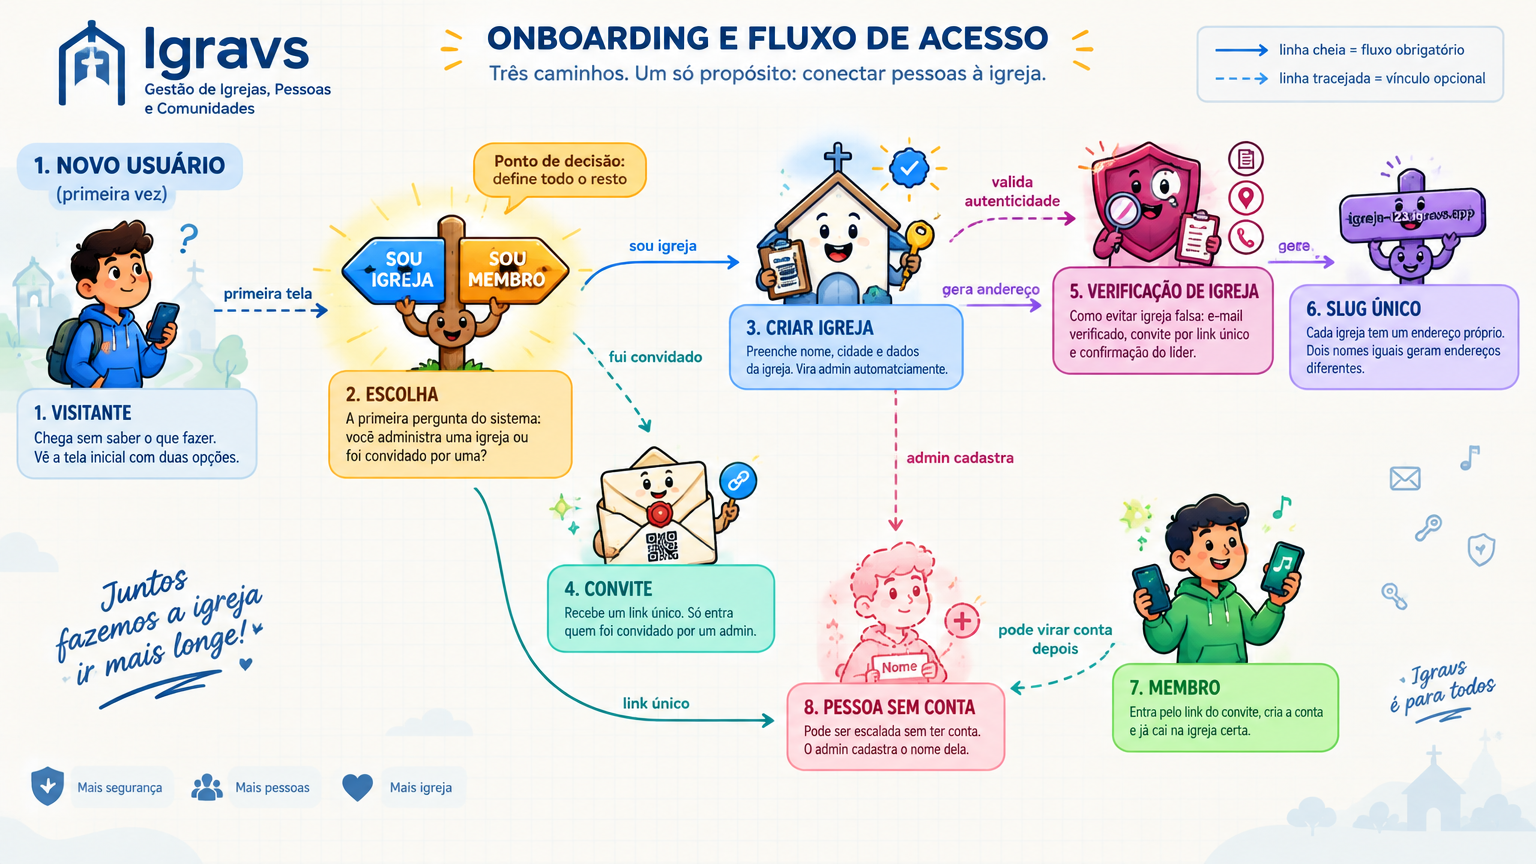 Igravs
Gestão de Igrejas, Pessoas
e Comunidades
ONBOARDING E FLUXO DE ACESSO
Três caminhos. Um só propósito: conectar pessoas à igreja.
linha cheia = fluxo obrigatório
linha tracejada = vínculo opcional
1. NOVO USUÁRIO
(primeira vez)
?
primeira tela
1. VISITANTE
Chega sem saber o que fazer.
Vê a tela inicial com duas opções.
Ponto de decisão:
define todo o resto
SOU
IGREJA
SOU
MEMBRO
2. ESCOLHA
A primeira pergunta do sistema:
você administra uma igreja ou
foi convidado por uma?
sou igreja
fui convidado
link único
3. CRIAR IGREJA
Preenche nome, cidade e dados
da igreja. Vira admin automatciamente.
valida
autenticidade
gera endereço
5. VERIFICAÇÃO DE IGREJA
Como evitar igreja falsa: e-mail
verificado, convite por link único
e confirmação do lider.
gera.
igreja-123.igravs.app
6. SLUG ÚNICO
Cada igreja tem um endereço próprio.
Dois nomes iguais geram endereços
diferentes.
4. CONVITE
Recebe um link único. Só entra
quem foi convidado por um admin.
admin cadastra
Nome
8. PESSOA SEM CONTA
Pode ser escalada sem ter conta.
O admin cadastra o nome dela.
pode virar conta
depois
7. MEMBRO
Entra pelo link do convite, cria a conta
e já cai na igreja certa.
Juntos
fazemos a igreja
ir mais longe!
Igravs
é para todos
Mais segurança
Mais pessoas
Mais igreja